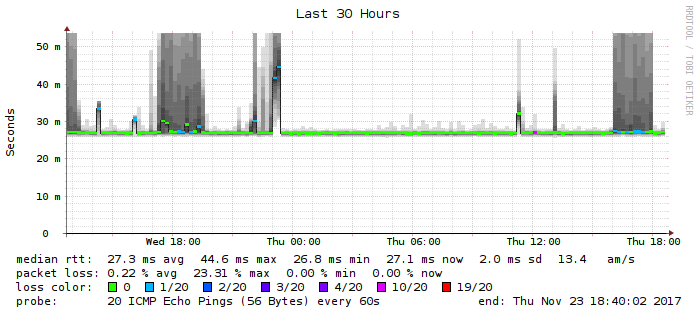 Last 30 Hours
RRDTOOL / TOBI OETIKER
Seconds
50 m
40 m
30 m
20 m
10 m
0
Wed 18:00 Thu 00:00 Thu 06:00 Thu 12:00 Thu 18:00
median rtt: 27.3 ms avg 44.6 ms max 26.8 ms min 27.1 ms now 2.0 ms sd 13.4 am/s
packet loss: 0.22 % avg 23.31 % max 0.00 % min 0.00 % now
loss color: 0 1/20 2/20 3/20 4/20 10/20 19/20
probe: 20 ICMP Echo Pings (56 Bytes) every 60s end: Thu Nov 23 18:40:02 2017